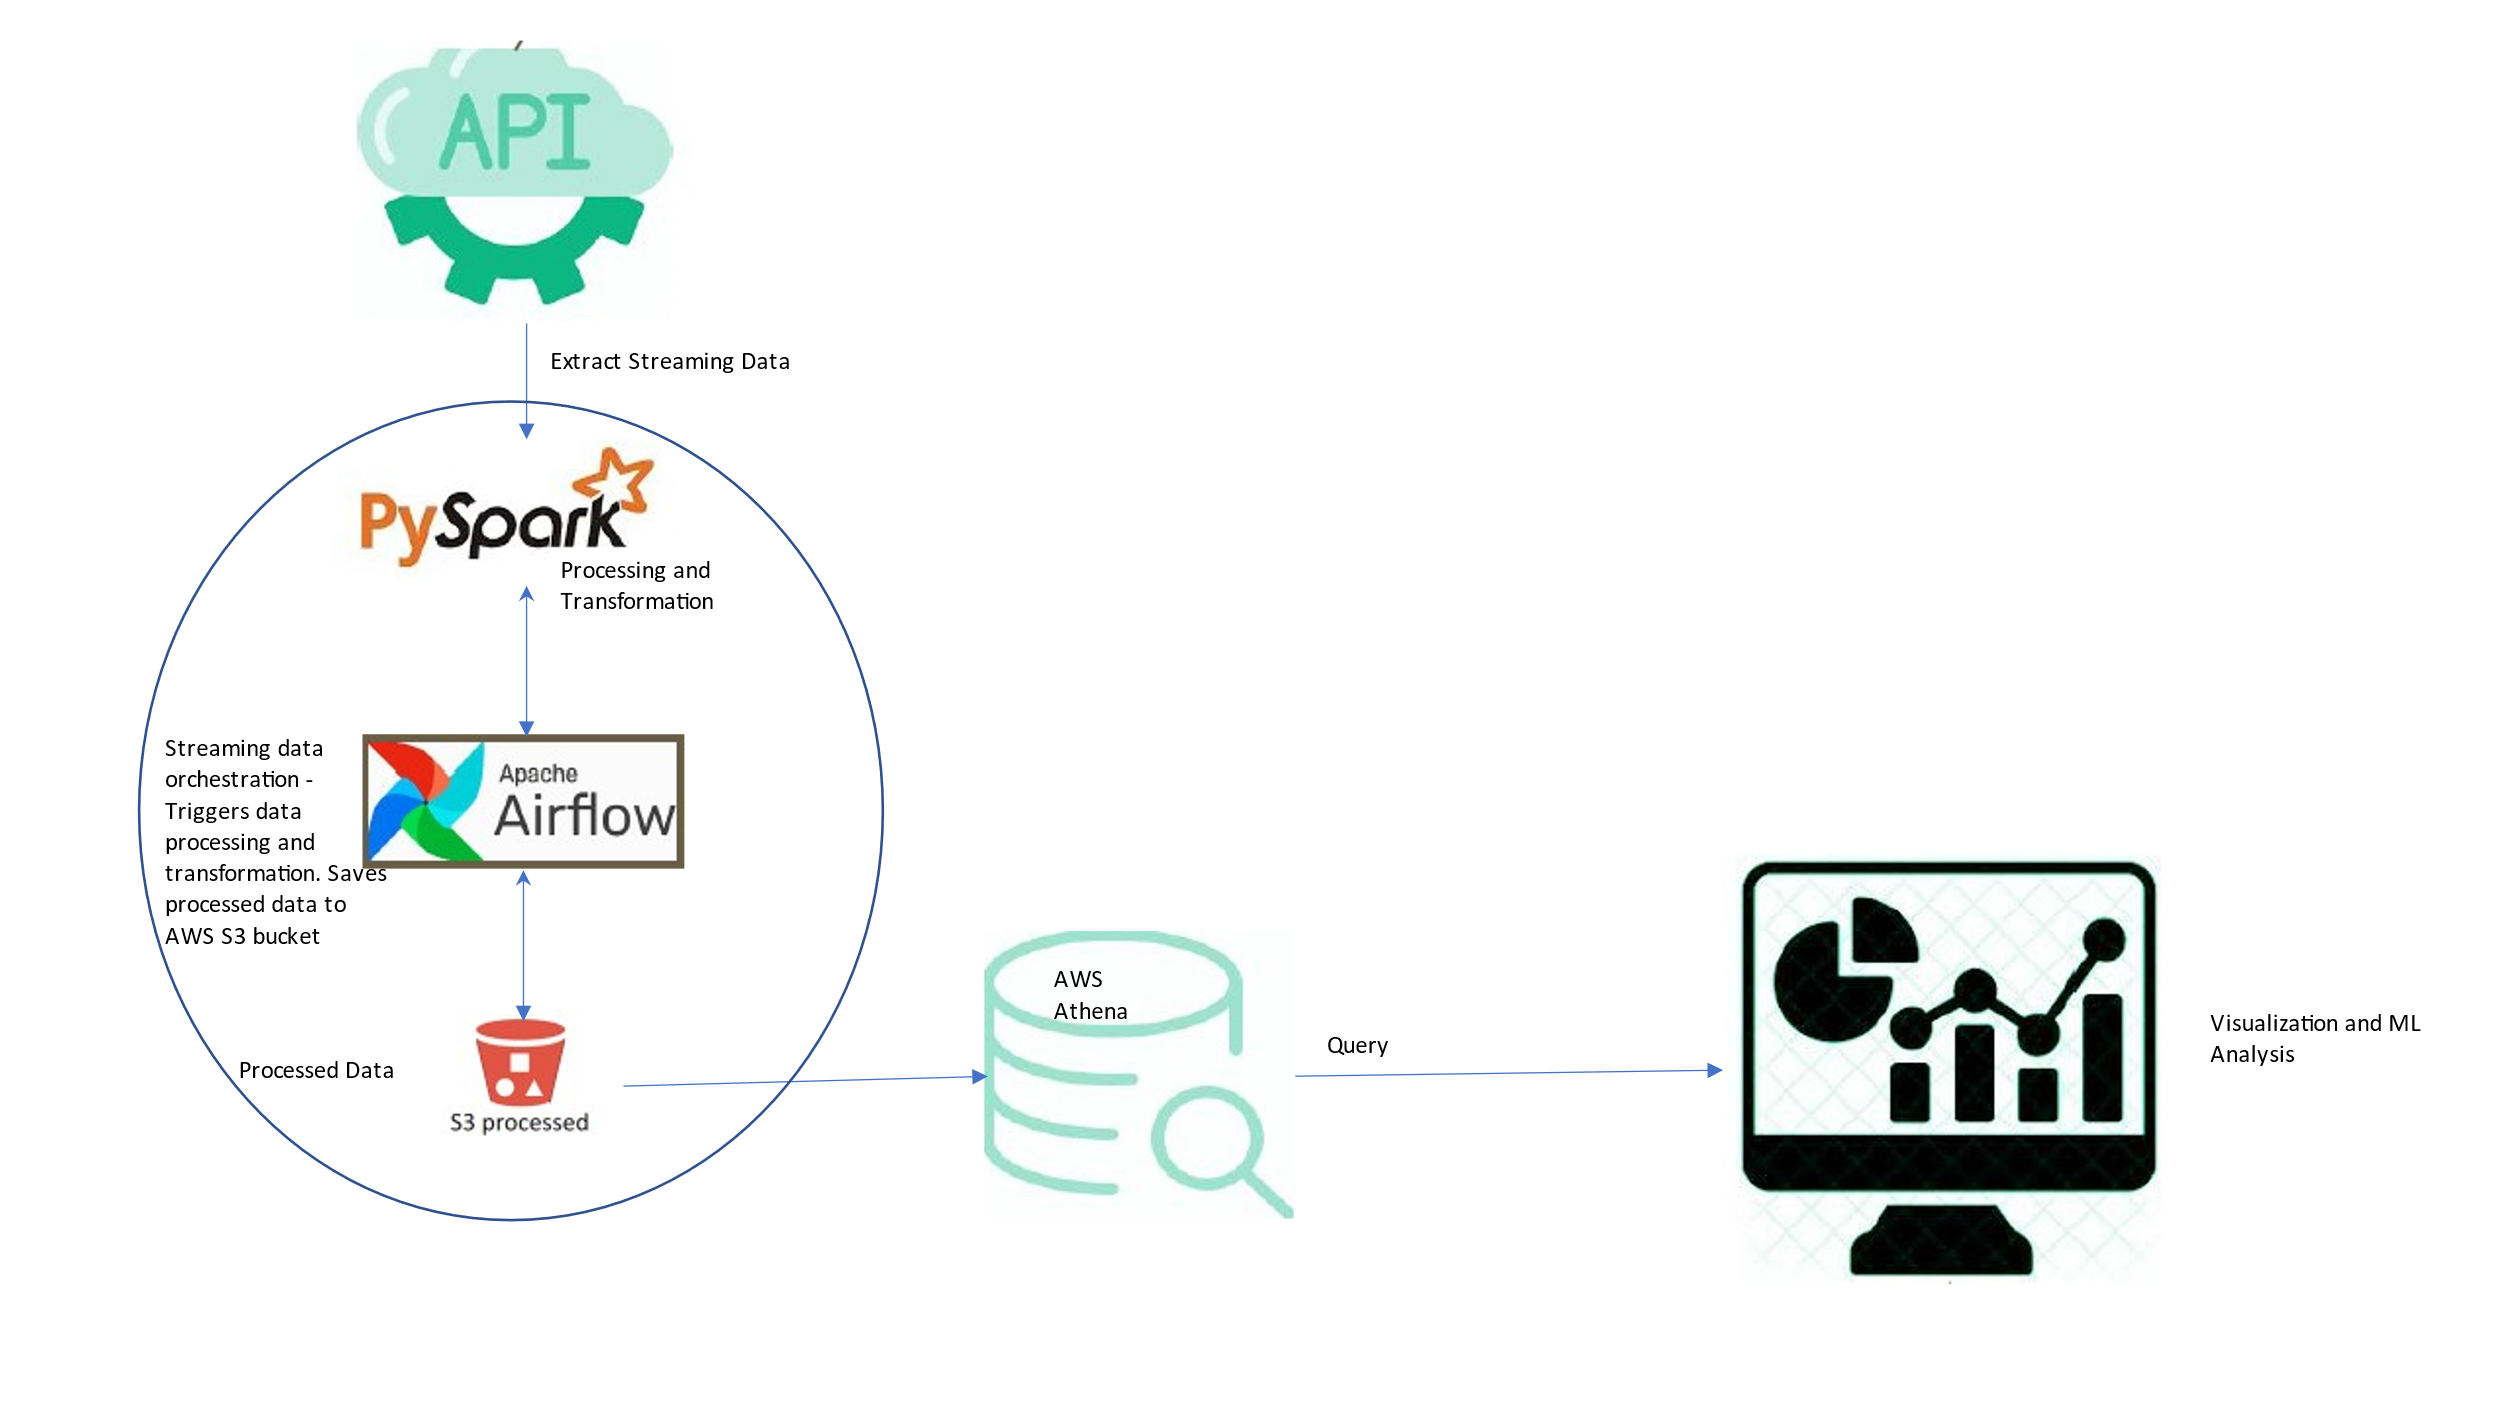 API
Extract Streaming Data
PySpark
Processing and
Transformation
Streaming data
orchestration -
Triggers data
processing and
transformation. Saves
processed data to
AWS S3 bucket
Apache
Airflow
Processed Data
S3 processed
AWS
Athena
Query
Visualization and ML
Analysis